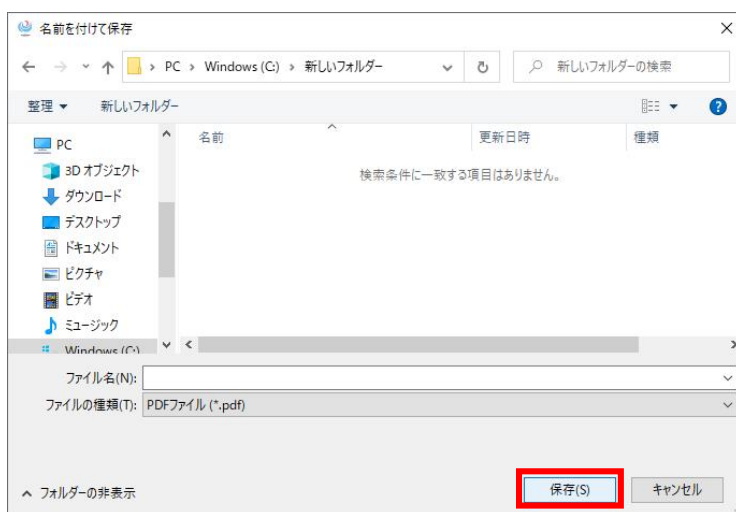 名前を付けて保存
PC › Windows (C:) › 新しいフォルダー
新しいフォルダーの検索
整理 新しいフォルダー
名前 更新日時 種類
検索条件に一致する項目はありません。
PC
3D オブジェクト
ダウンロード
デスクトップ
ドキュメント
ピクチャ
ビデオ
ミュージック
Windows (C:)
ファイル名(N):
ファイルの種類(T): PDFファイル (*.pdf)
フォルダーの非表示 保存(S) キャンセル